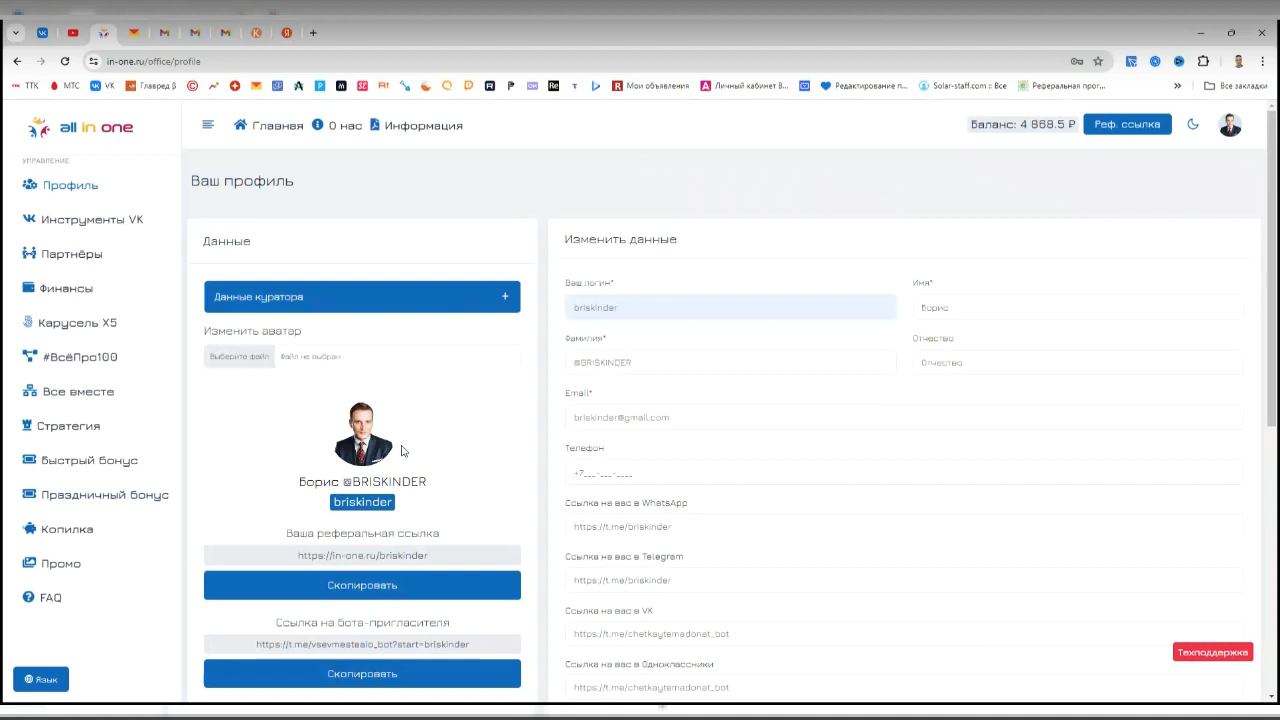 in-one.ru/office/profile
ТТК
МТС
VK
Главред β
Мои объявления
Личный кабинет B...
Редактирование п...
Solar-staff.com :: Все
Реферальная прог...
»
Все закладки
all in one
Главная
О нас
Информация
Баланс: 4 868.5 ₽
Реф. ссылка
УПРАВЛЕНИЕ
Профиль
Инструменты VK
Партнёры
Финансы
Карусель X5
#ВсёПро100
Все вместе
Стратегия
Быстрый бонус
Праздничный бонус
Копилка
Промо
FAQ
Язык
Ваш профиль
Данные
Данные куратора +
Изменить аватар
Выберите файл Файл не выбран
Борис @BRISKINDER
briskinder
Ваша реферальная ссылка
https://in-one.ru/briskinder
Скопировать
Ссылка на бота-пригласителя
https://t.me/vsevmesteaio_bot?start=briskinder
Скопировать
Изменить данные
Ваш логин*
briskinder
Имя*
Борис
Фамилия*
@BRISKINDER
Отчество
Отчество
Email*
briskinder@gmail.com
Телефон
+7___-___-____
Ссылка на вас в WhatsApp
https://t.me/briskinder
Ссылка на вас в Telegram
https://t.me/briskinder
Ссылка на вас в VK
https://t.me/chetkaytemadonat_bot
Ссылка на вас в Одноклассники
https://t.me/chetkaytemadonat_bot
Техподдержка